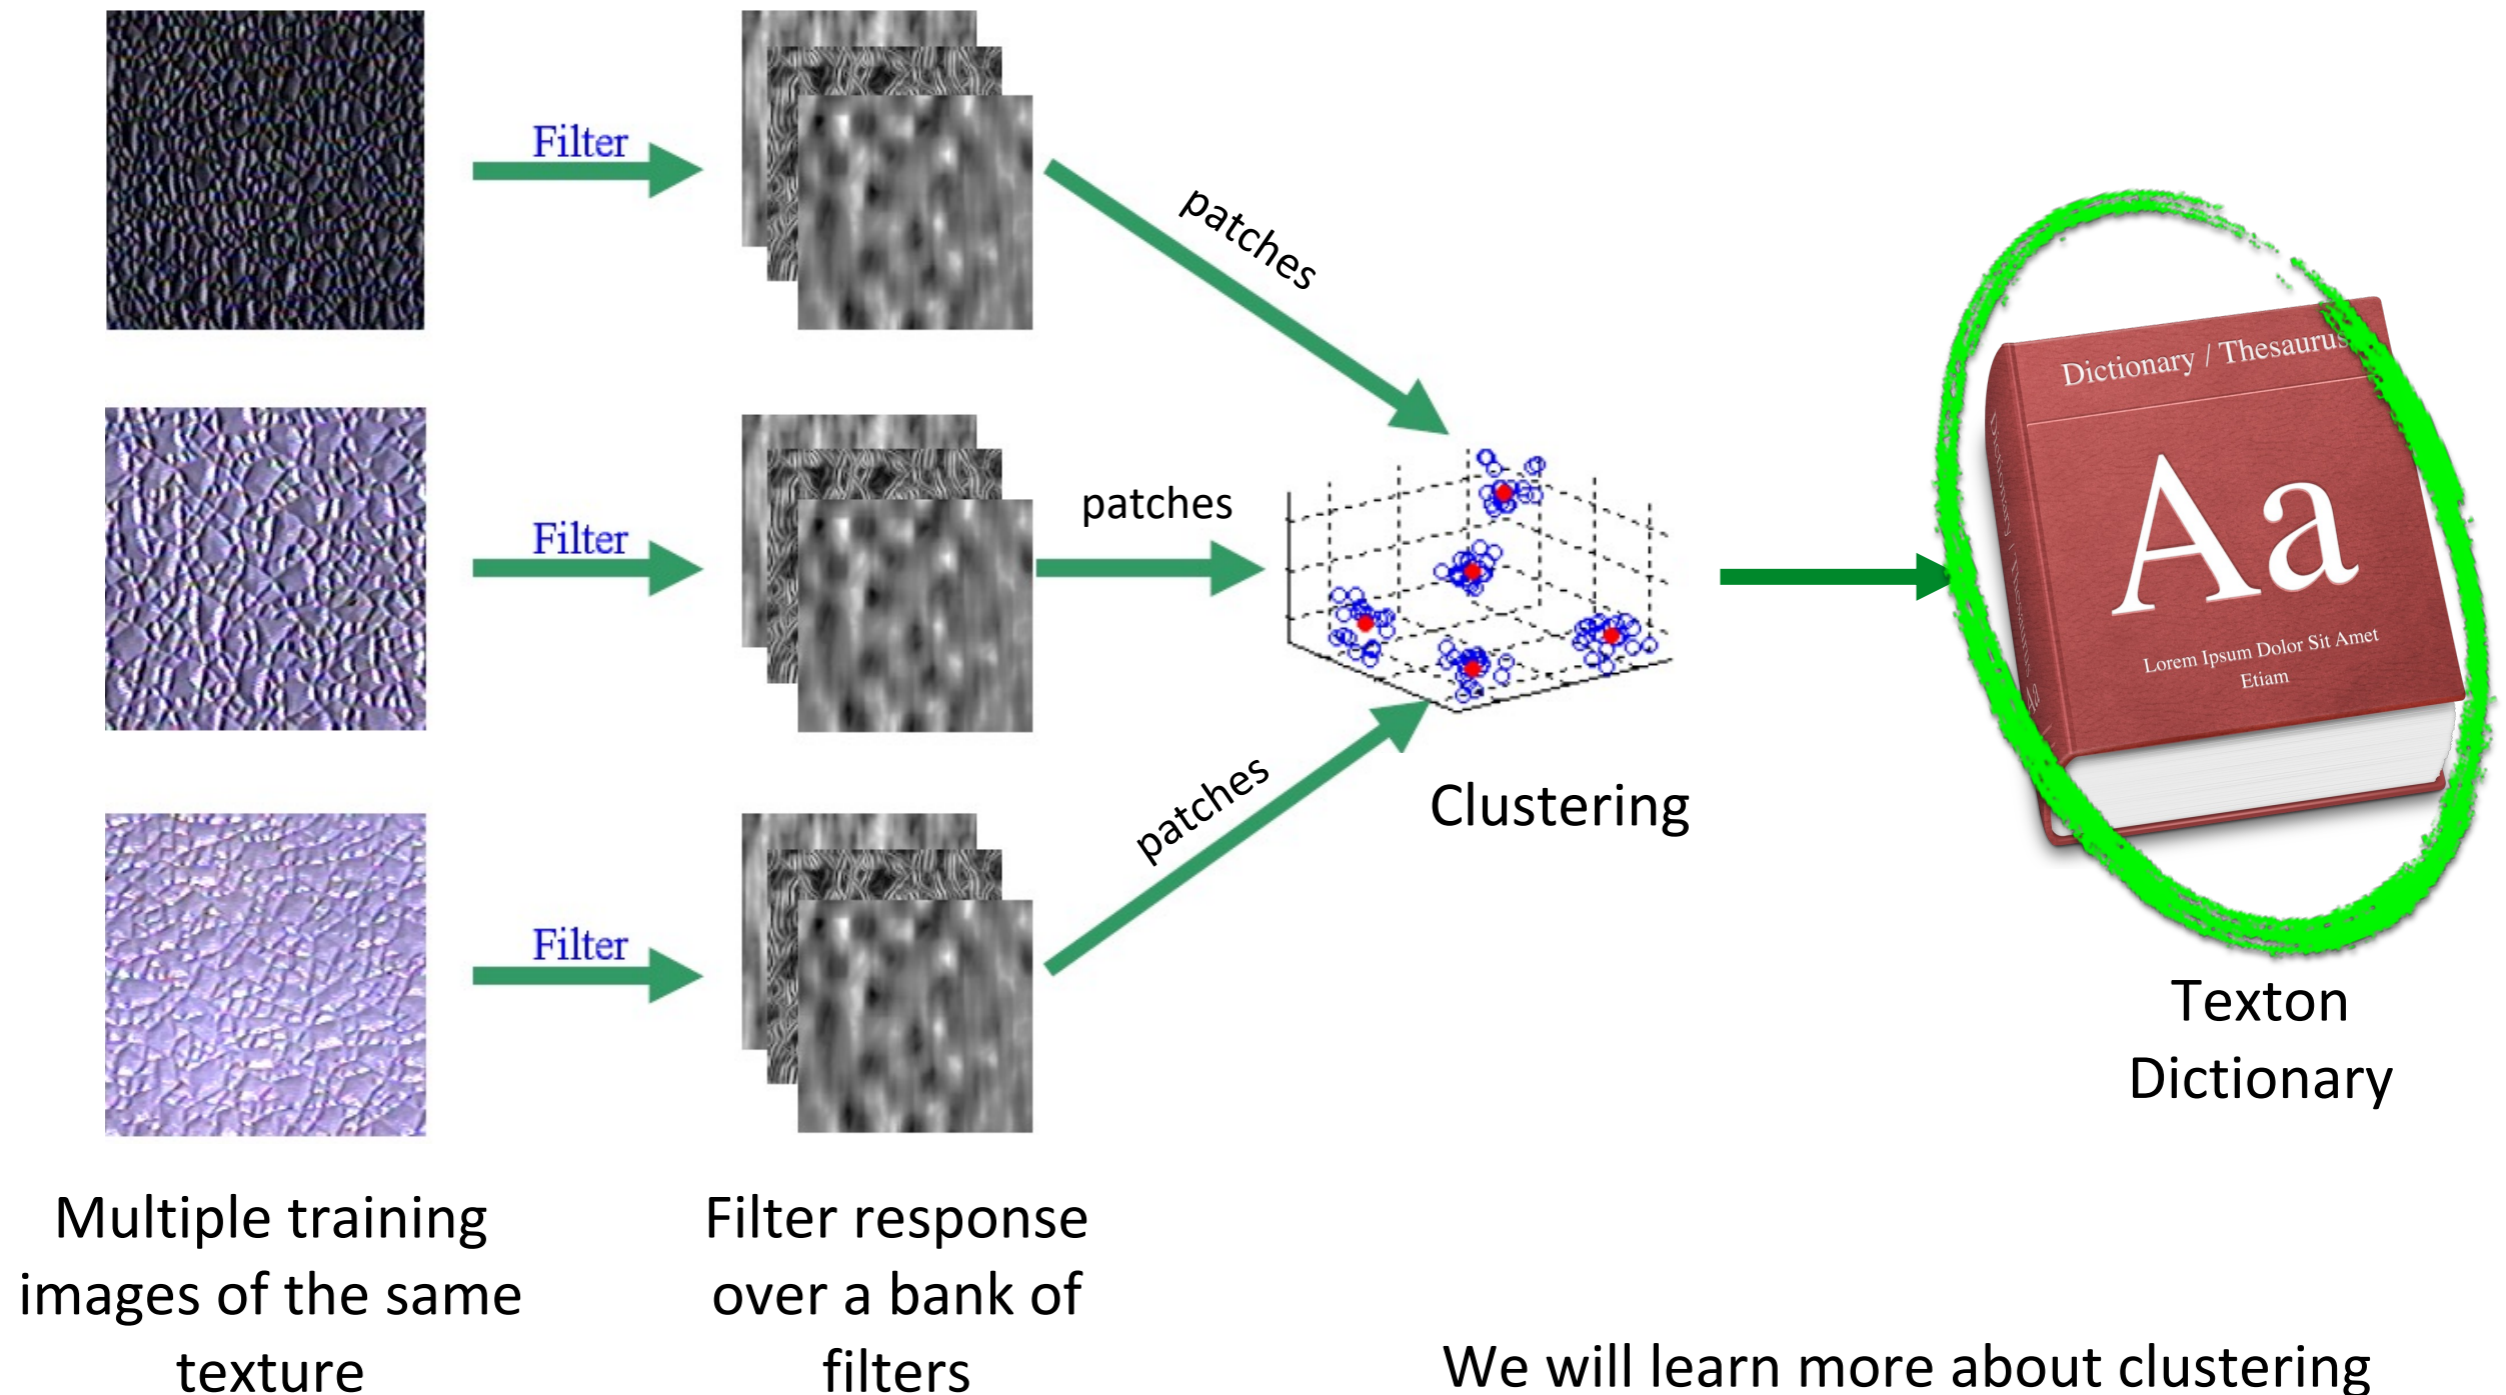 Filter
patches
Filter
patches
Filter
patches
Clustering
Dictionary / Thesaurus
Aa
Lorem Ipsum Dolor Sit Amet
Etiam
Texton
Dictionary
Multiple training
images of the same
texture
Filter response
over a bank of
filters
We will learn more about clustering